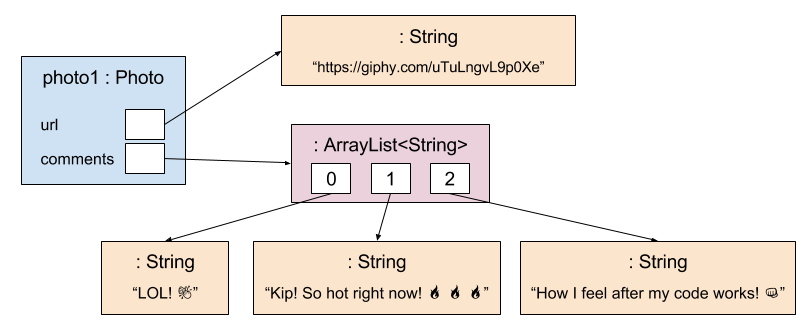 : String
“https://giphy.com/uTuLngvL9p0Xe”
photo1 : Photo
url
comments
: ArrayList<String>
0 1 2
: String
“LOL! 💯”
: String
“Kip! So hot right now! 🔥 🔥 🔥”
: String
“How I feel after my code works! 👊”